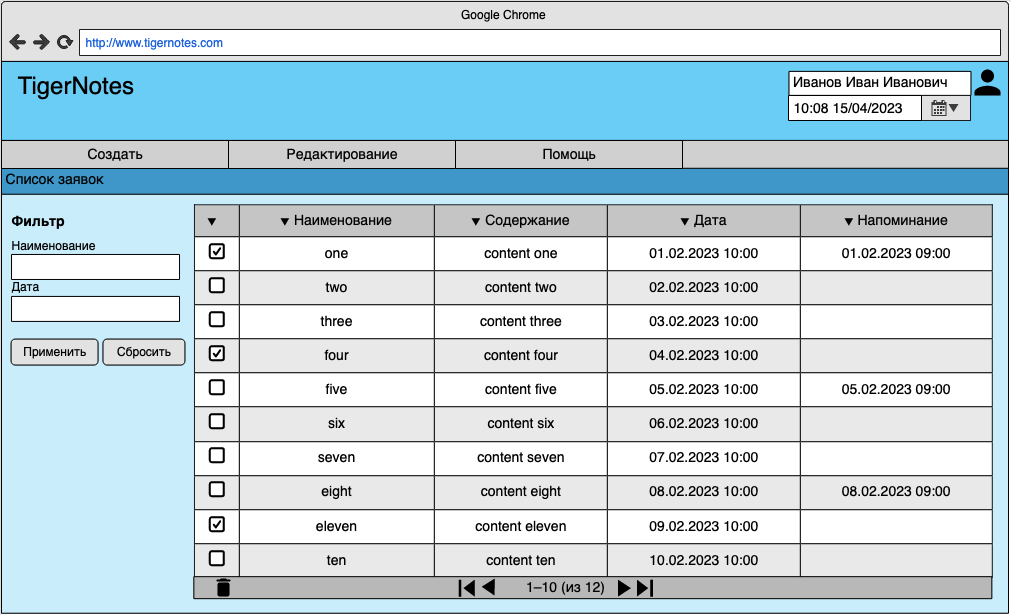 Google Chrome
http://www.tigernotes.com
TigerNotes
Иванов Иван Иванович
10:08 15/04/2023
Создать Редактирование Помощь
Список заявок
Фильтр
Наименование
Дата
Применить Сбросить
Наименование Содержание Дата Напоминание
one content one 01.02.2023 10:00 01.02.2023 09:00
two content two 02.02.2023 10:00
three content three 03.02.2023 10:00
four content four 04.02.2023 10:00
five content five 05.02.2023 10:00 05.02.2023 09:00
six content six 06.02.2023 10:00
seven content seven 07.02.2023 10:00
eight content eight 08.02.2023 10:00 08.02.2023 09:00
eleven content eleven 09.02.2023 10:00
ten content ten 10.02.2023 10:00
1–10 (из 12)